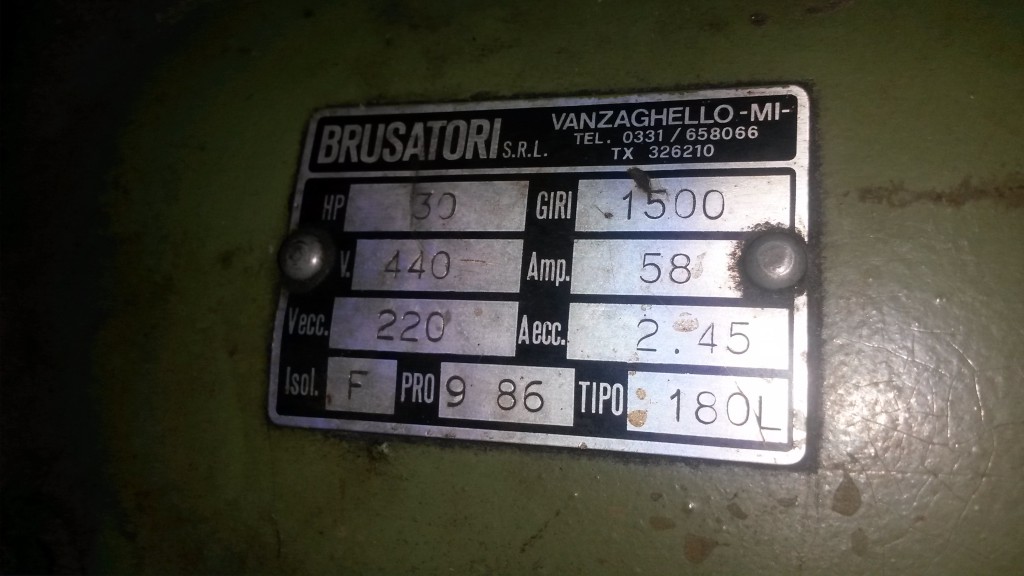 BRUSATORI S.R.L.
VANZAGHELLO -MI-
TEL. 0331/658066
TX 326210
HP 30 GIRI 1500
V. 440 Amp. 58
Vecc. 220 Aecc. 2.45
Isol. F PRO 9 86 TIPO 180L